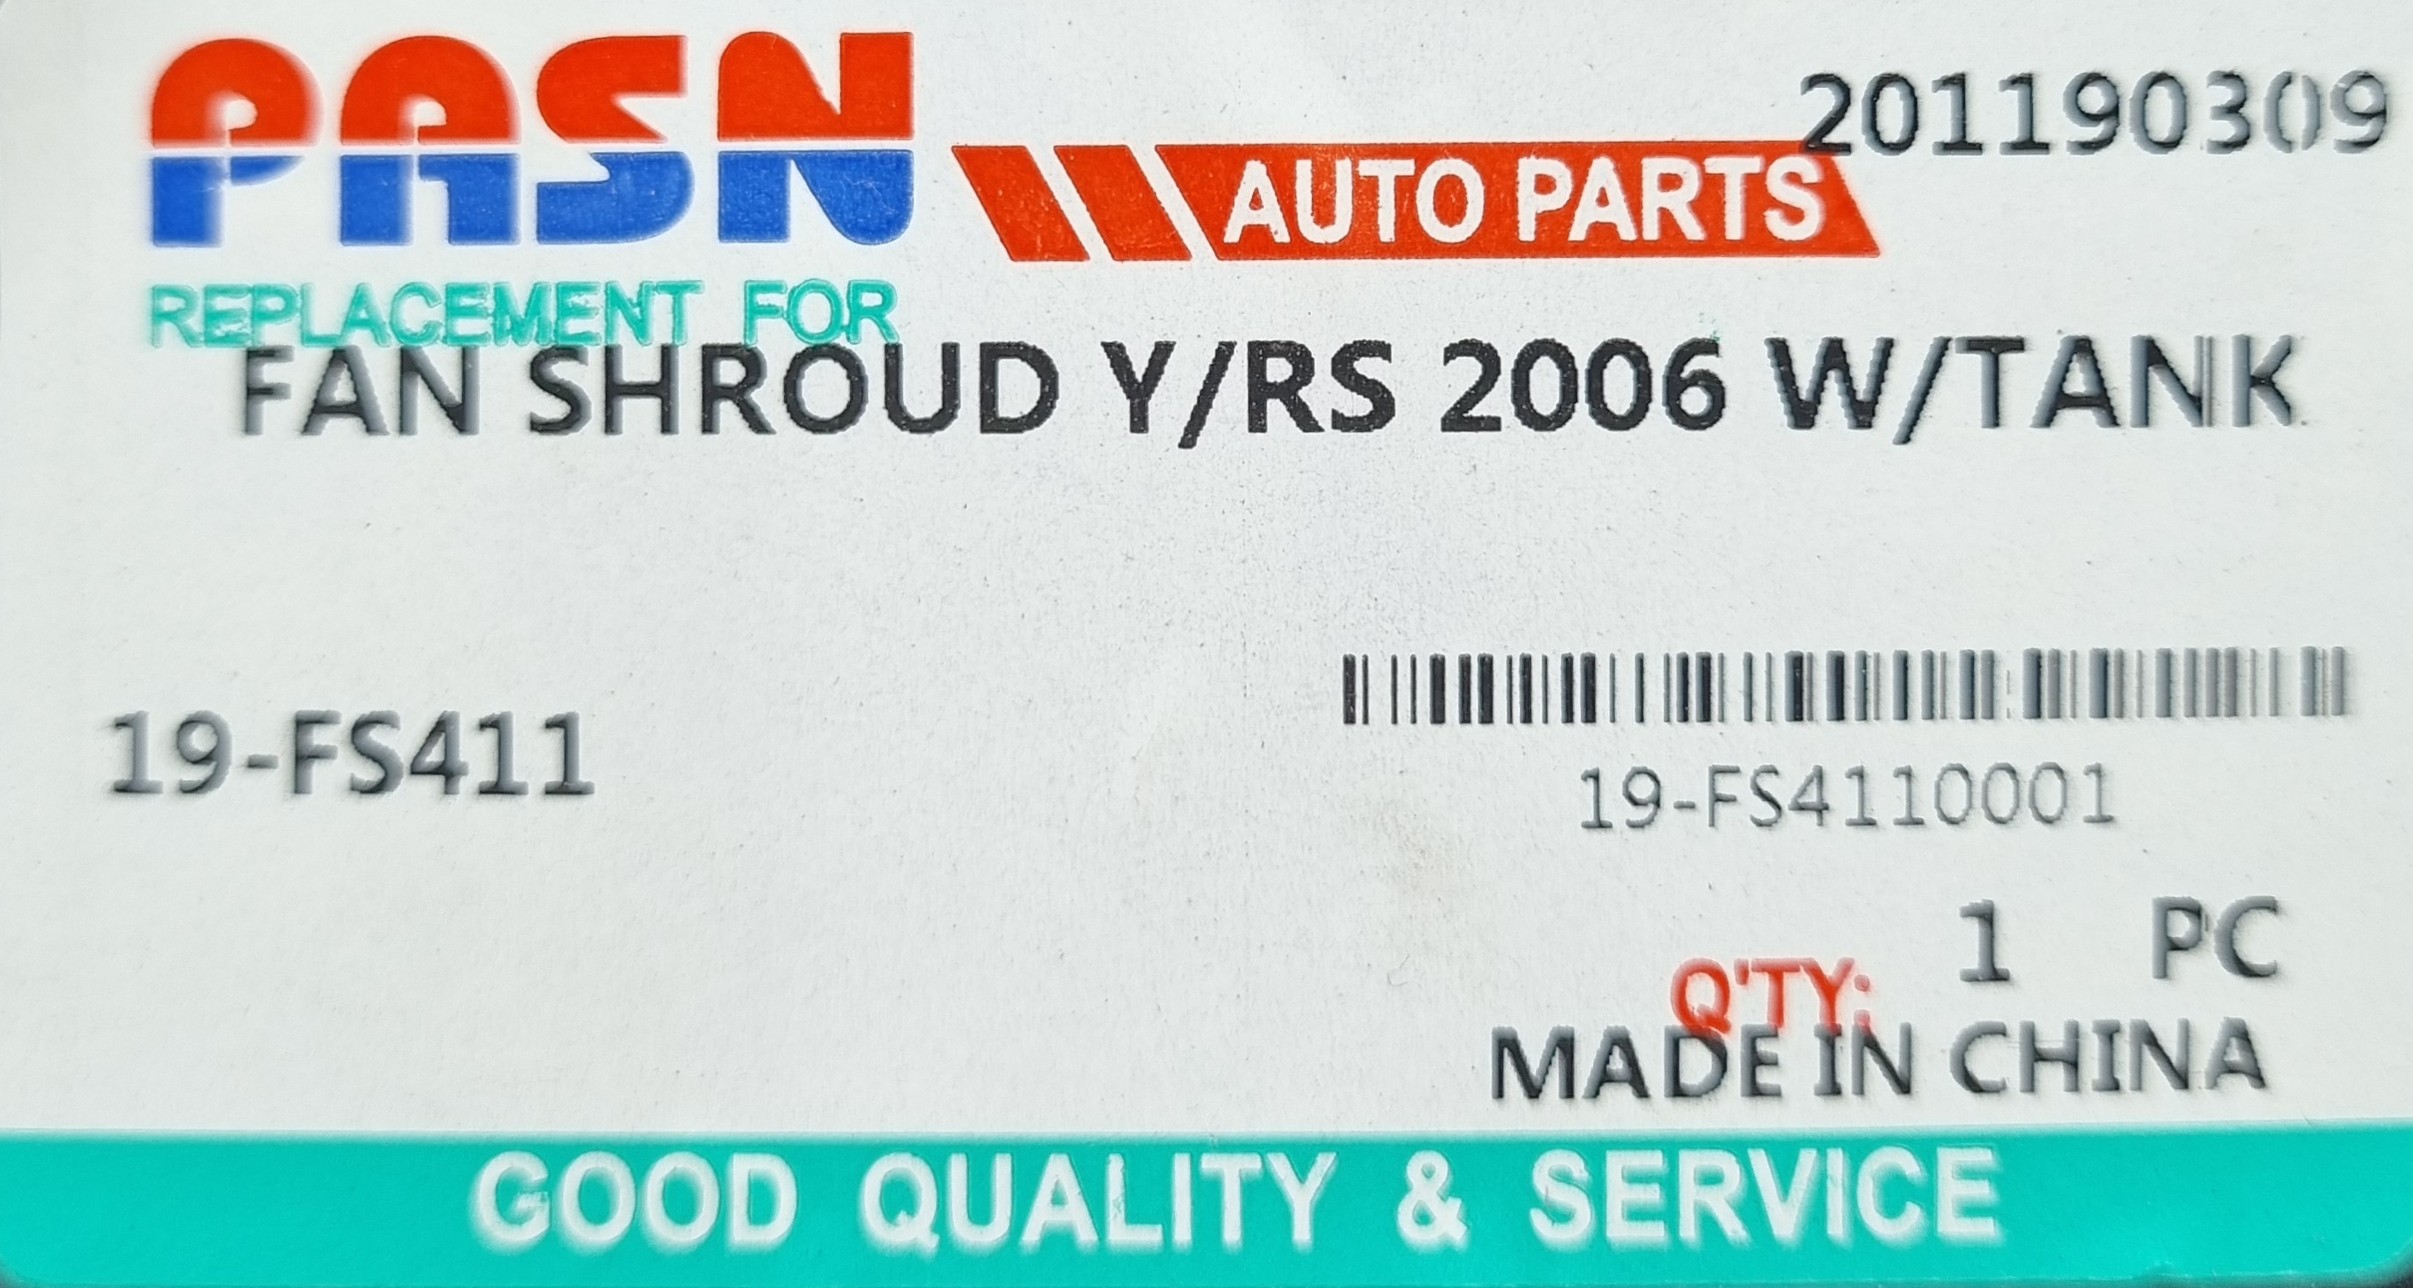 PASN
AUTO PARTS
201190309
REPLACEMENT FOR
FAN SHROUD Y/RS 2006 W/TANK
19-FS411
19-FS4110001
Q'TY: 1 PC
MADE IN CHINA
GOOD QUALITY & SERVICE